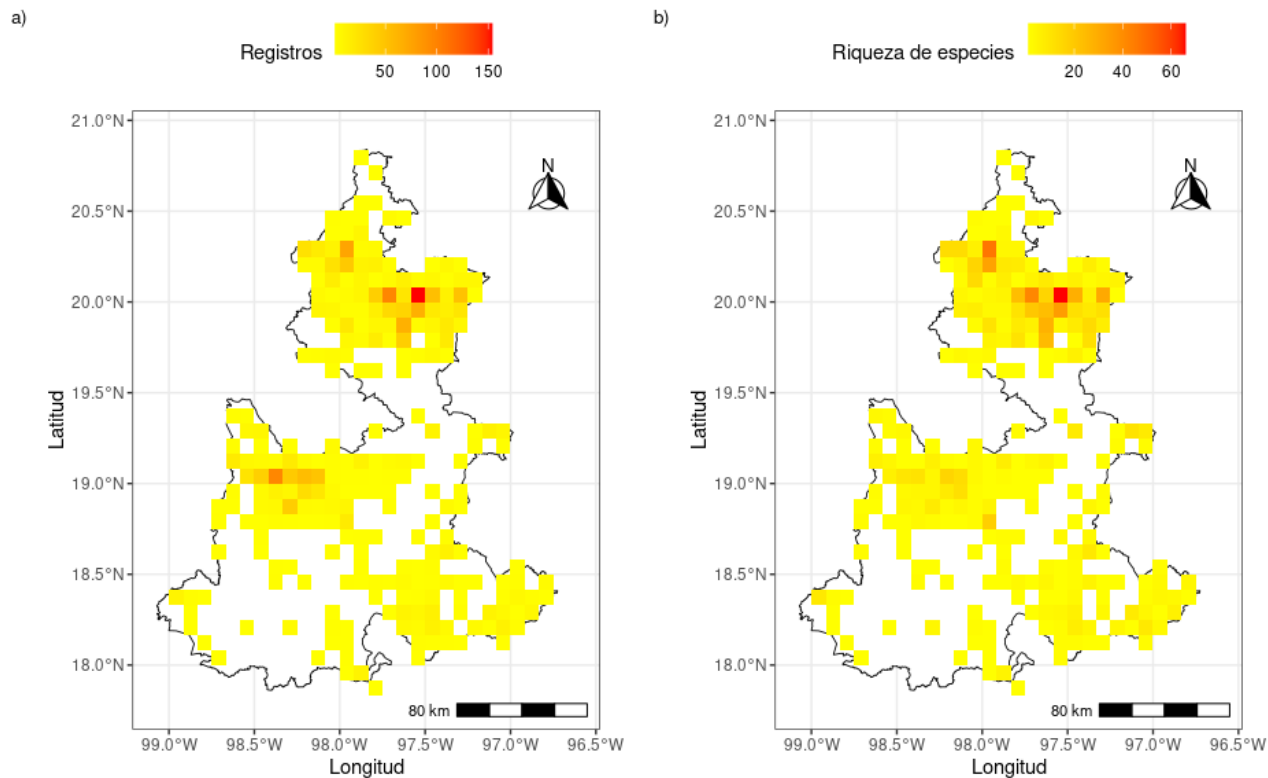 a)
Registros
50 100 150
N
21.0°N
20.5°N
20.0°N
19.5°N
19.0°N
18.5°N
18.0°N
Latitud
80 km
99.0°W 98.5°W 98.0°W 97.5°W 97.0°W 96.5°W
Longitud
b)
Riqueza de especies
20 40 60
N
21.0°N
20.5°N
20.0°N
19.5°N
19.0°N
18.5°N
18.0°N
Latitud
80 km
99.0°W 98.5°W 98.0°W 97.5°W 97.0°W 96.5°W
Longitud